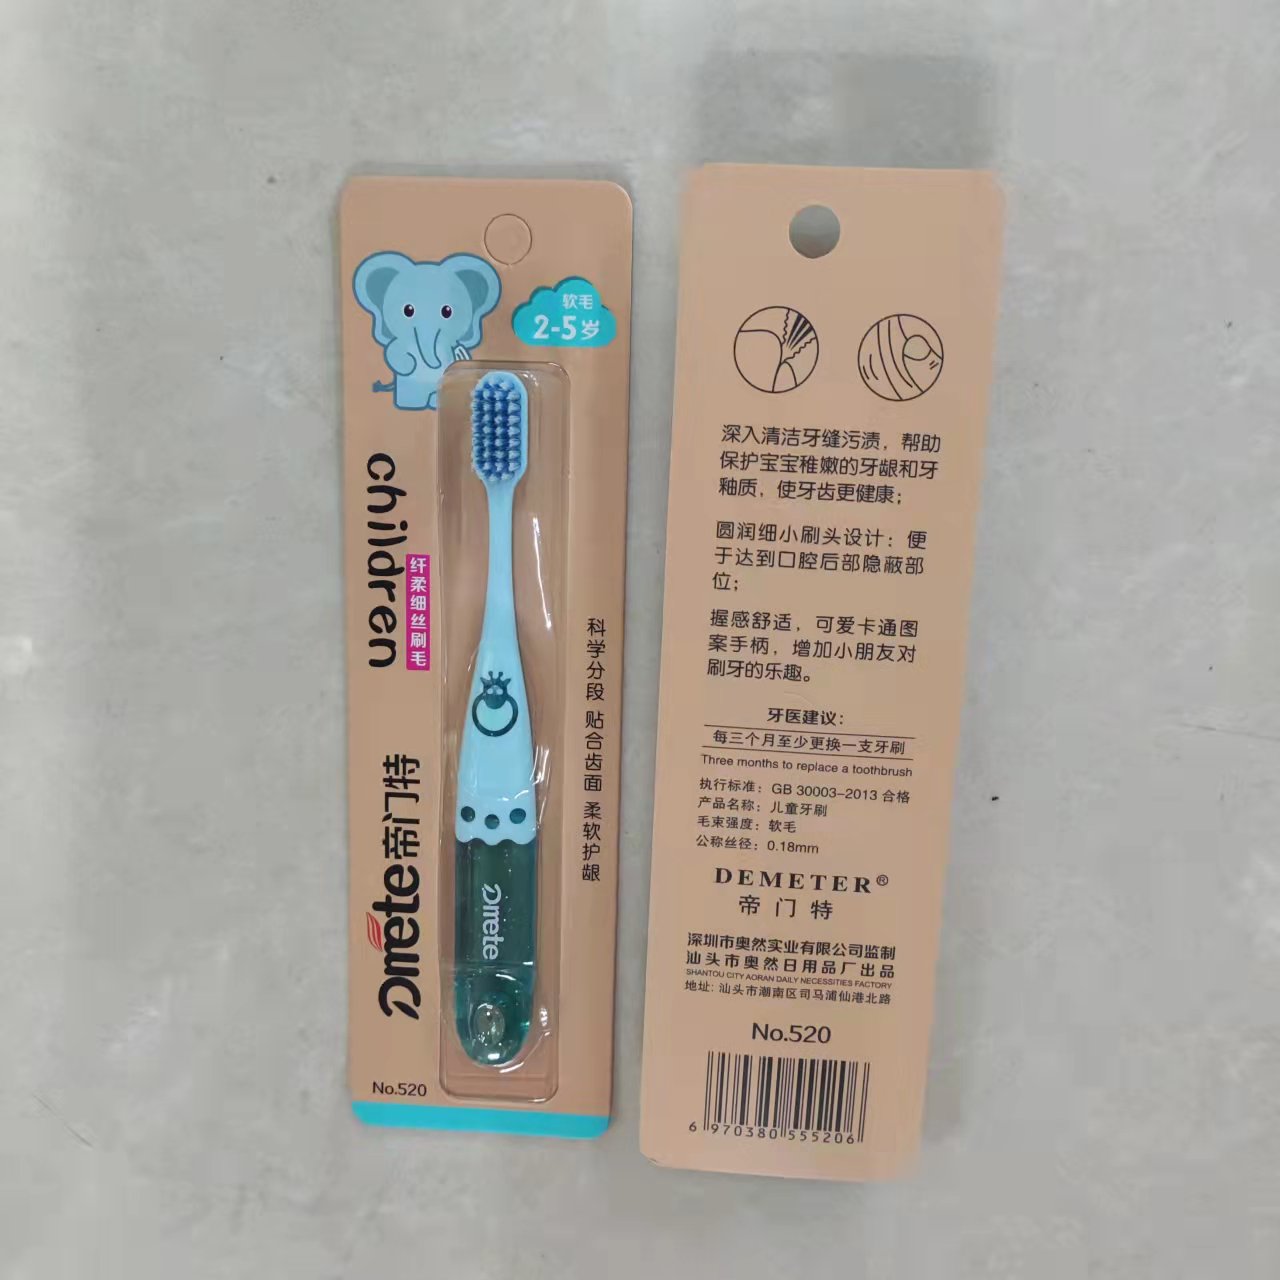 软毛
2-5岁
children
纤柔细丝刷毛
Dmete帝门特
科学分段 贴合齿面 柔软护龈
Dmete
No.520
深入清洁牙缝污渍，帮助
保护宝宝稚嫩的牙龈和牙
釉质，使牙齿更健康；
圆润细小刷头设计：便
于达到口腔后部隐蔽部
位；
握感舒适，可爱卡通图
案手柄，增加小朋友对
刷牙的乐趣。
牙医建议：
每三个月至少更换一支牙刷
Three months to replace a toothbrush
执行标准：GB 30003-2013 合格
产品名称：儿童牙刷
毛束强度：软毛
公称丝径：0.18mm
DEMETER®
帝门特
深圳市奥然实业有限公司监制
汕头市奥然日用品厂出品
SHANTOU CITY AORAN DAILY NECESSITIES FACTORY
地址：汕头市潮南区司马浦仙港北路
No.520
6 970380 555206